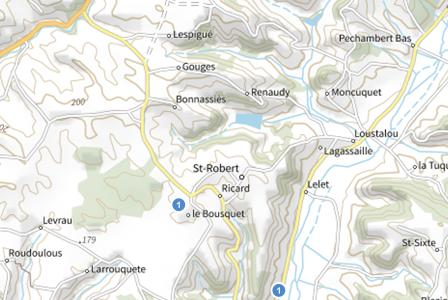 Lespigué
Pechambert Bas
Gouges
Renaudy
Moncuquet
200
Bonnassiès
Loustalou
Lagassaille
la Tuq
St-Robert
Ricard
Lelet
1
le Bousquet
Levrau
179
St-Sixte
Roudoulous
Larrouquete
1